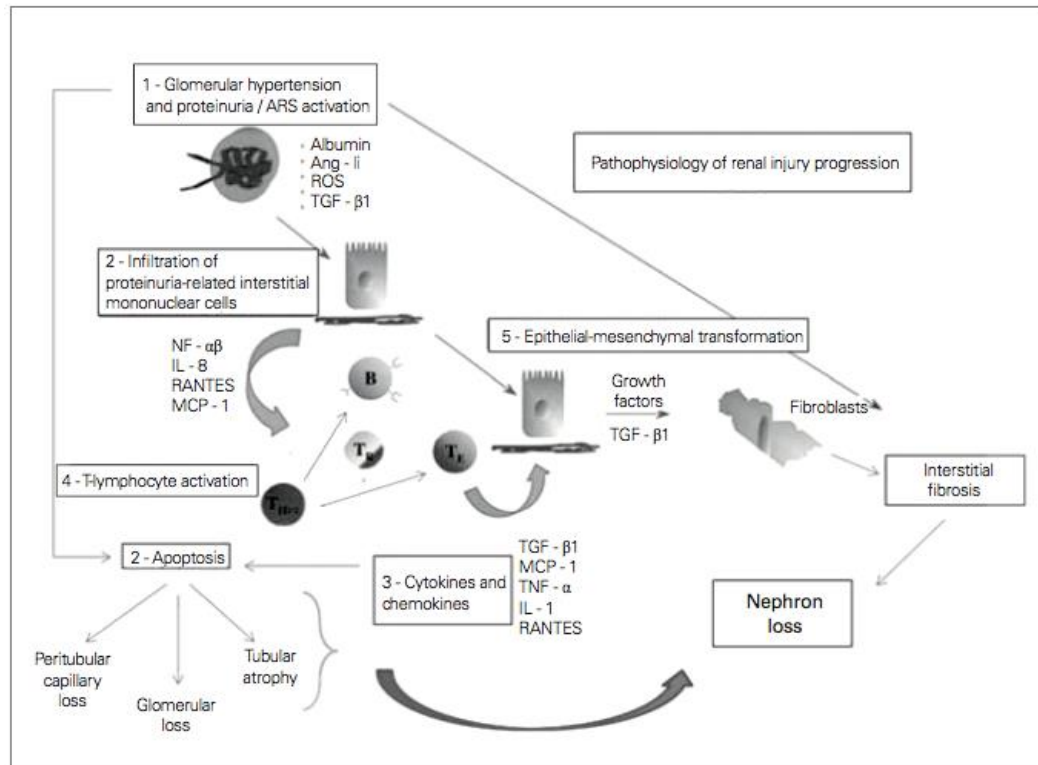 1 - Glomerular hypertension
and proteinuria / ARS activation
Albumin
Ang - Ii
ROS
TGF - β1
Pathophysiology of renal injury progression
2 - Infiltration of
proteinuria-related interstitial
mononuclear cells
NF - αβ
IL - 8
RANTES
MCP - 1
5 - Epithelial-mesenchymal transformation
Growth
factors
TGF - β1
Fibroblasts
B
T
T
4 - T-lymphocyte activation
T
Interstitial
fibrosis
2 - Apoptosis
3 - Cytokines and
chemokines
TGF - β1
MCP - 1
TNF - α
IL - 1
RANTES
Nephron
loss
Peritubular
capillary
loss
Glomerular
loss
Tubular
atrophy